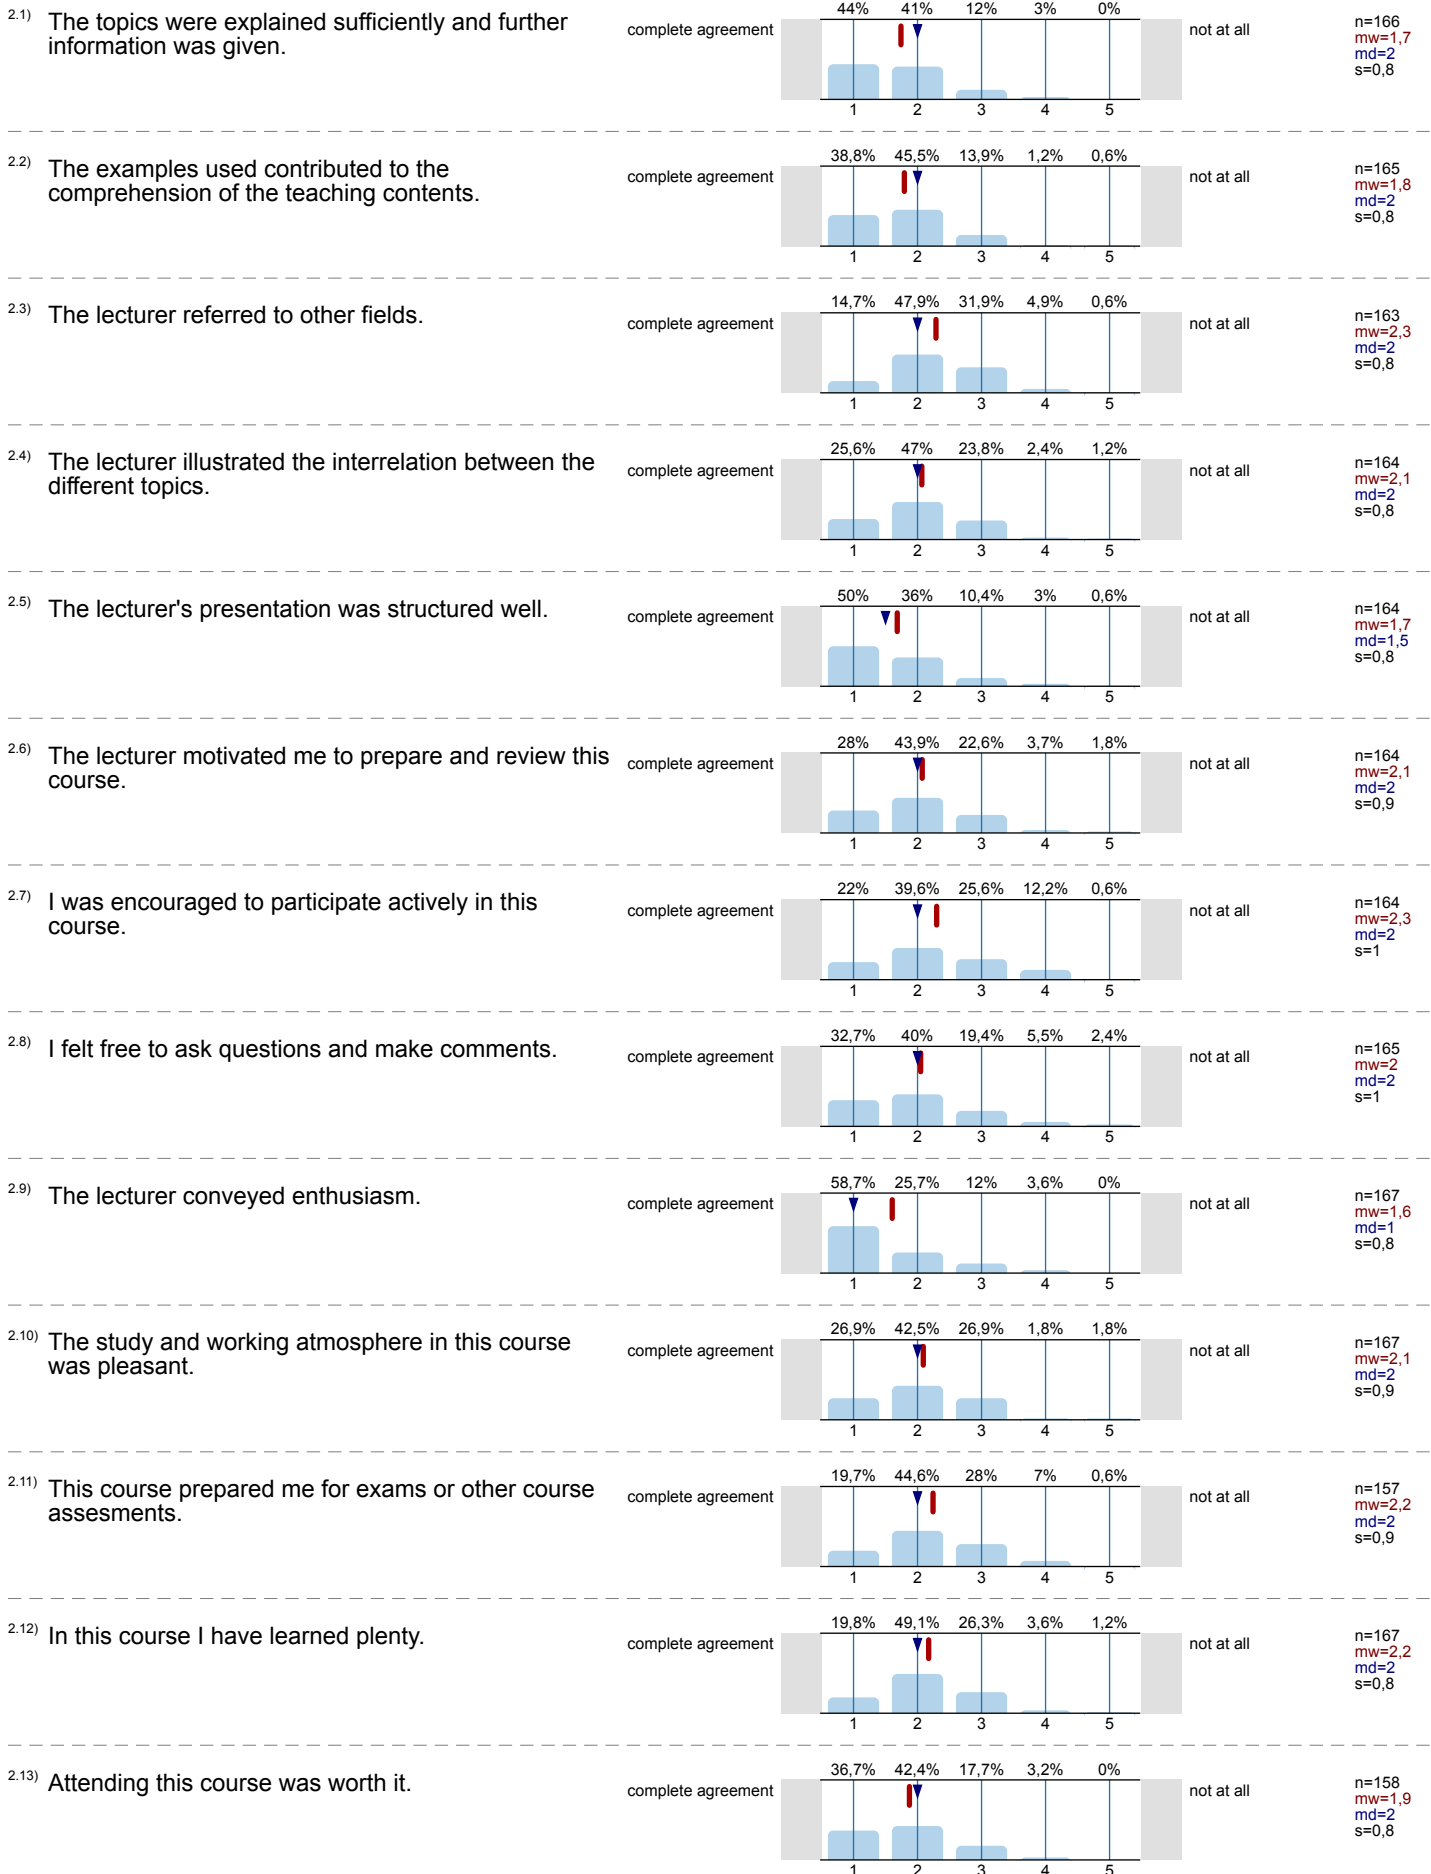 2.1) The topics were explained sufficiently and further
information was given.
complete agreement
44% 41% 12% 3% 0%
1 2 3 4 5
not at all
n=166
mw=1,7
md=2
s=0,8
2.2) The examples used contributed to the
comprehension of the teaching contents.
complete agreement
38,8% 45,5% 13,9% 1,2% 0,6%
1 2 3 4 5
not at all
n=165
mw=1,8
md=2
s=0,8
2.3) The lecturer referred to other fields.
complete agreement
14,7% 47,9% 31,9% 4,9% 0,6%
1 2 3 4 5
not at all
n=163
mw=2,3
md=2
s=0,8
2.4) The lecturer illustrated the interrelation between the
different topics.
complete agreement
25,6% 47% 23,8% 2,4% 1,2%
1 2 3 4 5
not at all
n=164
mw=2,1
md=2
s=0,8
2.5) The lecturer's presentation was structured well.
complete agreement
50% 36% 10,4% 3% 0,6%
1 2 3 4 5
not at all
n=164
mw=1,7
md=1,5
s=0,8
2.6) The lecturer motivated me to prepare and review this
course.
complete agreement
28% 43,9% 22,6% 3,7% 1,8%
1 2 3 4 5
not at all
n=164
mw=2,1
md=2
s=0,9
2.7) I was encouraged to participate actively in this
course.
complete agreement
22% 39,6% 25,6% 12,2% 0,6%
1 2 3 4 5
not at all
n=164
mw=2,3
md=2
s=1
2.8) I felt free to ask questions and make comments.
complete agreement
32,7% 40% 19,4% 5,5% 2,4%
1 2 3 4 5
not at all
n=165
mw=2
md=2
s=1
2.9) The lecturer conveyed enthusiasm.
complete agreement
58,7% 25,7% 12% 3,6% 0%
1 2 3 4 5
not at all
n=167
mw=1,6
md=1
s=0,8
2.10) The study and working atmosphere in this course
was pleasant.
complete agreement
26,9% 42,5% 26,9% 1,8% 1,8%
1 2 3 4 5
not at all
n=167
mw=2,1
md=2
s=0,9
2.11) This course prepared me for exams or other course
assesments.
complete agreement
19,7% 44,6% 28% 7% 0,6%
1 2 3 4 5
not at all
n=157
mw=2,2
md=2
s=0,9
2.12) In this course I have learned plenty.
complete agreement
19,8% 49,1% 26,3% 3,6% 1,2%
1 2 3 4 5
not at all
n=167
mw=2,2
md=2
s=0,8
2.13) Attending this course was worth it.
complete agreement
36,7% 42,4% 17,7% 3,2% 0%
1 2 3 4 5
not at all
n=158
mw=1,9
md=2
s=0,8